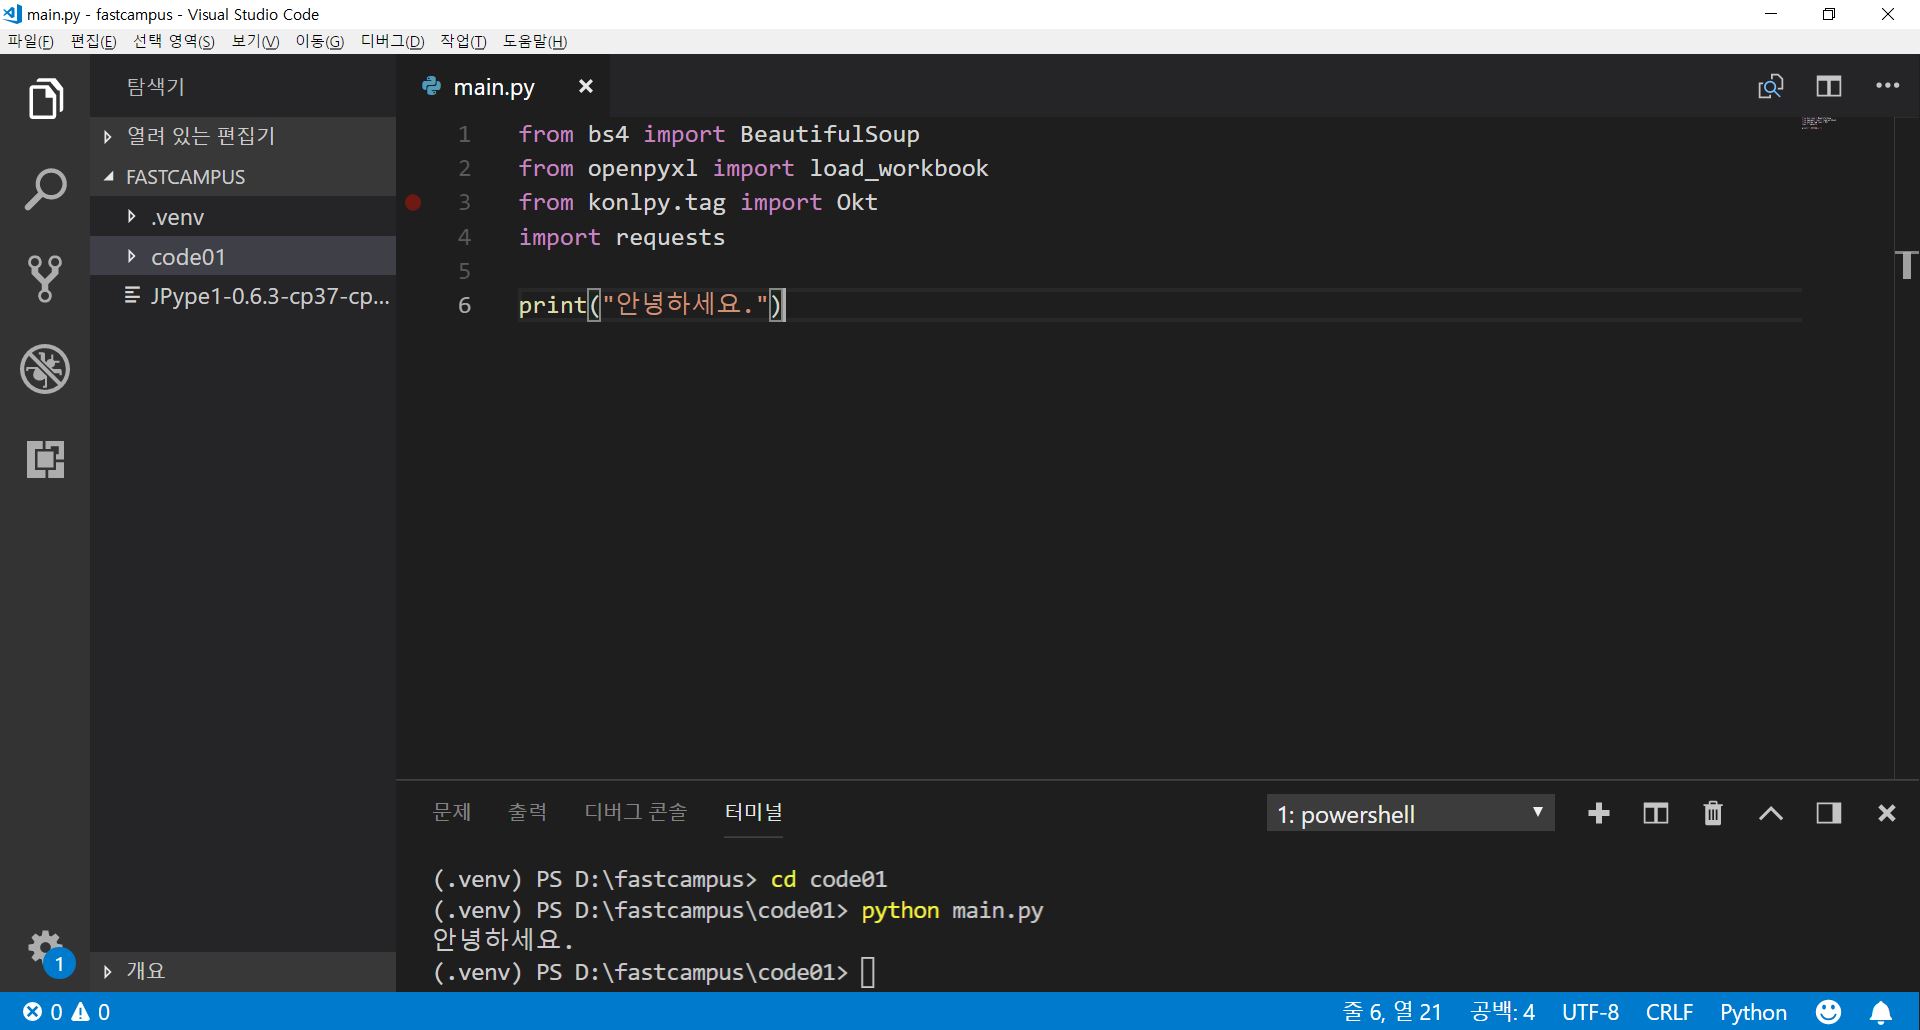 main.py - fastcampus - Visual Studio Code
파일(F) 편집(E) 선택 영역(S) 보기(V) 이동(G) 디버그(D) 작업(T) 도움말(H)
탐색기
열려 있는 편집기
FASTCAMPUS
.venv
code01
JPype1-0.6.3-cp37-cp...
개요
main.py
1 from bs4 import BeautifulSoup
2 from openpyxl import load_workbook
3 from konlpy.tag import Okt
4 import requests
5
6 print("안녕하세요.")
문제 출력 디버그 콘솔 터미널 1: powershell
(.venv) PS D:\fastcampus> cd code01
(.venv) PS D:\fastcampus\code01> python main.py
안녕하세요.
(.venv) PS D:\fastcampus\code01>
1
0 0 줄 6, 열 21 공백: 4 UTF-8 CRLF Python